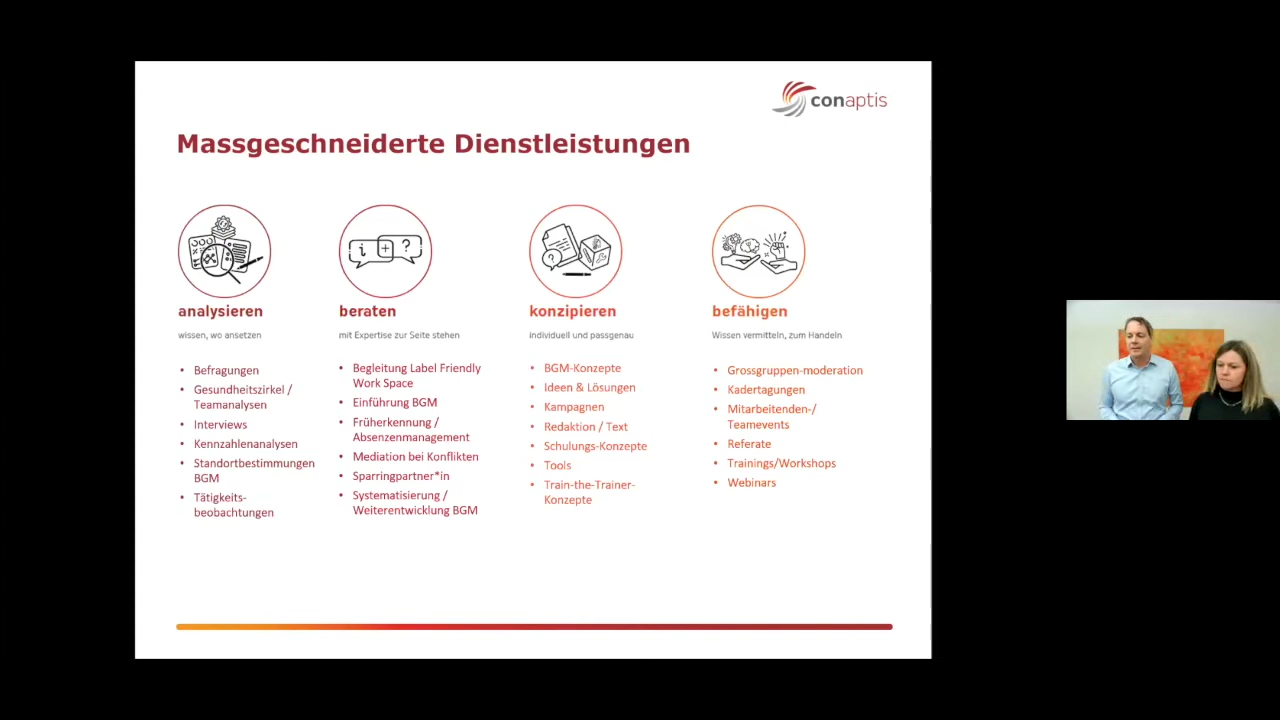 conaptis
Massgeschneiderte Dienstleistungen
analysieren
wissen, wo ansetzen
• Befragungen
• Gesundheitszirkel /
Teamanalysen
• Interviews
• Kennzahlenanalysen
• Standortbestimmungen
BGM
• Tätigkeits-
beobachtungen
i + ?
beraten
mit Expertise zur Seite stehen
• Begleitung Label Friendly
Work Space
• Einführung BGM
• Früherkennung /
Absenzenmanagement
• Mediation bei Konflikten
• Sparringpartner*in
• Systematisierung /
Weiterentwicklung BGM
?
konzipieren
individuell und passgenau
• BGM-Konzepte
• Ideen & Lösungen
• Kampagnen
• Redaktion / Text
• Schulungs-Konzepte
• Tools
• Train-the-Trainer-
Konzepte
befähigen
Wissen vermitteln, zum Handeln
• Grossgruppen-moderation
• Kadertagungen
• Mitarbeitenden-/
Teamevents
• Referate
• Trainings/Workshops
• Webinars